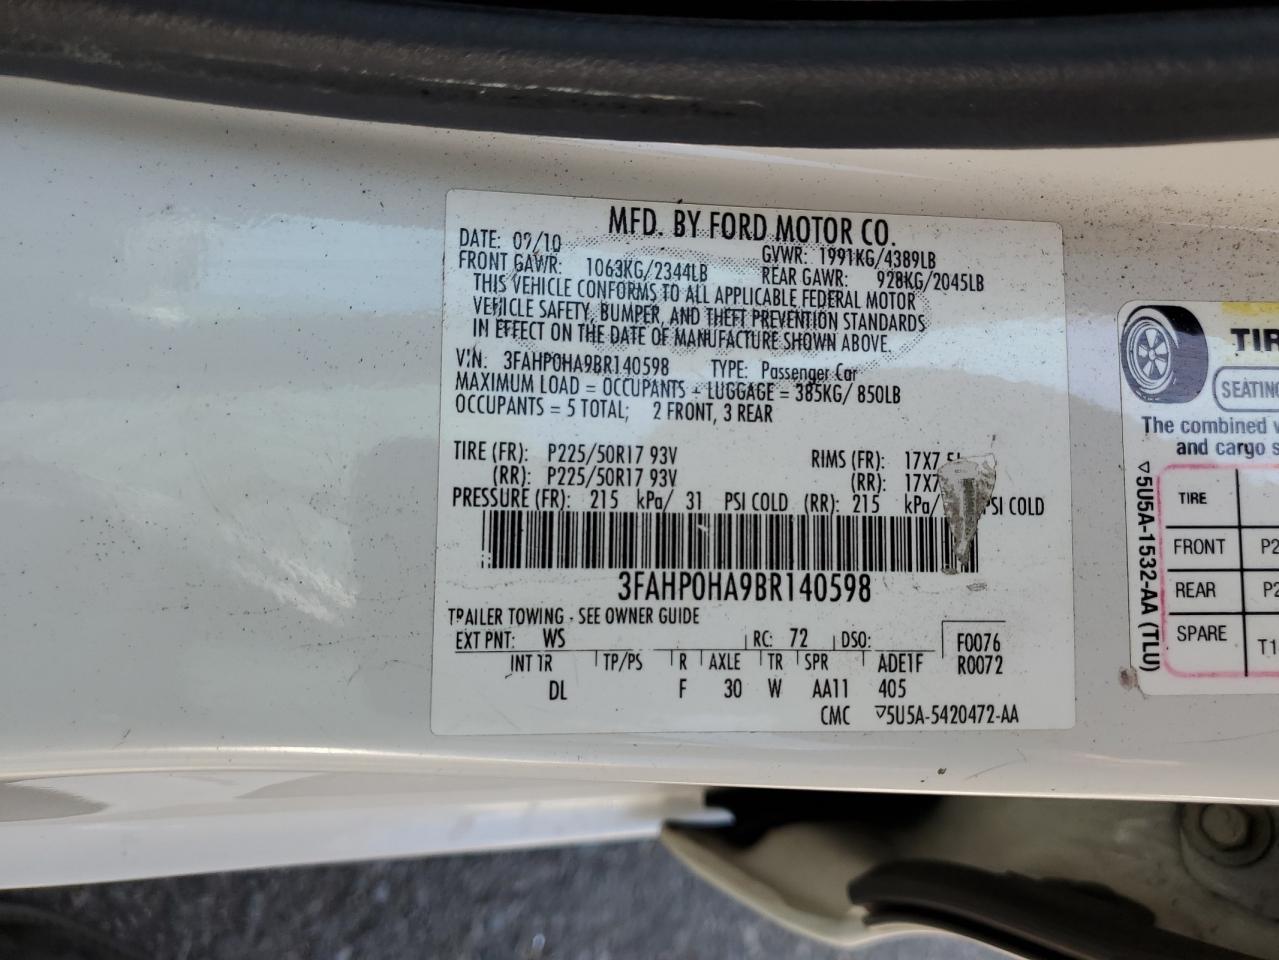 MFD. BY FORD MOTOR CO.
DATE: 09/10 GVWR: 1991KG/4389LB
FRONT GAWR: 1063KG/2344LB REAR GAWR: 928KG/2045LB
THIS VEHICLE CONFORMS TO ALL APPLICABLE FEDERAL MOTOR
VEHICLE SAFETY, BUMPER, AND THEFT PREVENTION STANDARDS
IN EFFECT ON THE DATE OF MANUFACTURE SHOWN ABOVE.
VIN: 3FAHP0HA9BR140598 TYPE: Passenger Car
MAXIMUM LOAD = OCCUPANTS + LUGGAGE = 385KG/ 850LB
OCCUPANTS = 5 TOTAL; 2 FRONT, 3 REAR
TIRE (FR): P225/50R17 93V RIMS (FR): 17X7.5J
(RR): P225/50R17 93V (RR): 17X7
PRESSURE (FR): 215 kPa/ 31 PSI COLD (RR): 215 kPa/ PSI COLD
3FAHP0HA9BR140598
TRAILER TOWING - SEE OWNER GUIDE
EXT PNT: WS RC: 72 DSO: F0076
R0072
INT TR TP/PS R AXLE TR SPR ADE1F
DL F 30 W AA11 405
CMC ▽5U5A-5420472-AA
TIR
SEATING
The combined
and cargo s
TIRE
FRONT P2
REAR P2
SPARE T1
▽5U5A-1532-AA (TLU)